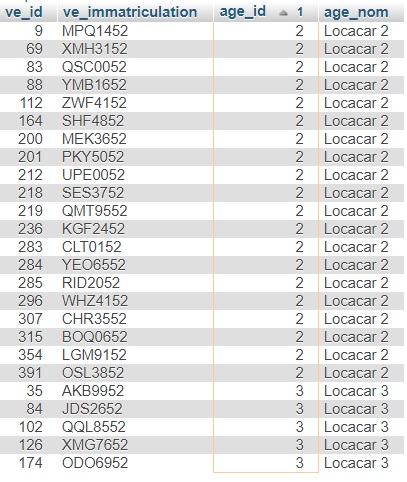 ve_id ve_immatriculation age_id 1 age_nom
9 MPQ1452 2 Locacar 2
69 XMH3152 2 Locacar 2
83 QSC0052 2 Locacar 2
88 YMB1652 2 Locacar 2
112 ZWF4152 2 Locacar 2
164 SHF4852 2 Locacar 2
200 MEK3652 2 Locacar 2
201 PKY5052 2 Locacar 2
212 UPE0052 2 Locacar 2
218 SES3752 2 Locacar 2
219 QMT9552 2 Locacar 2
236 KGF2452 2 Locacar 2
283 CLT0152 2 Locacar 2
284 YEO6552 2 Locacar 2
285 RID2052 2 Locacar 2
296 WHZ4152 2 Locacar 2
307 CHR3552 2 Locacar 2
315 BOQ0652 2 Locacar 2
354 LGM9152 2 Locacar 2
391 OSL3852 2 Locacar 2
35 AKB9952 3 Locacar 3
84 JDS2652 3 Locacar 3
102 QQL8552 3 Locacar 3
126 XMG7652 3 Locacar 3
174 ODO6952 3 Locacar 3